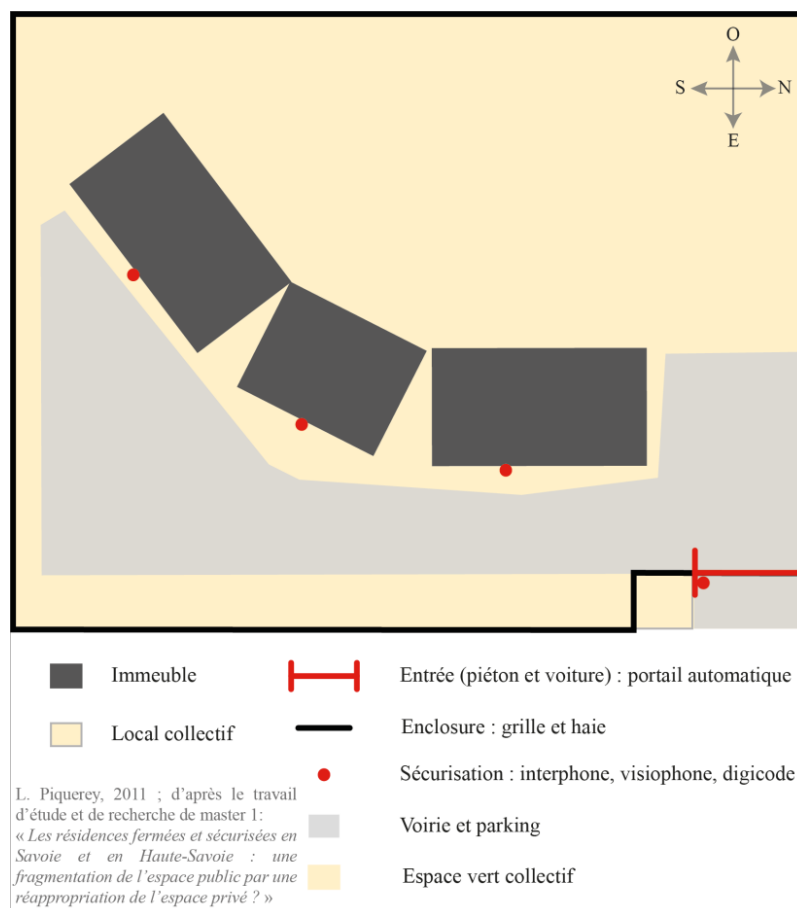 O
S N
E
Immeuble
Local collectif
Entrée (piéton et voiture) : portail automatique
Enclosure : grille et haie
Sécurisation : interphone, visiophone, digicode
Voirie et parking
Espace vert collectif
L. Piquerey, 2011 ; d'après le travail
d'étude et de recherche de master 1:
« Les résidences fermées et sécurisées en
Savoie et en Haute-Savoie : une
fragmentation de l'espace public par une
réappropriation de l'espace privé ? »